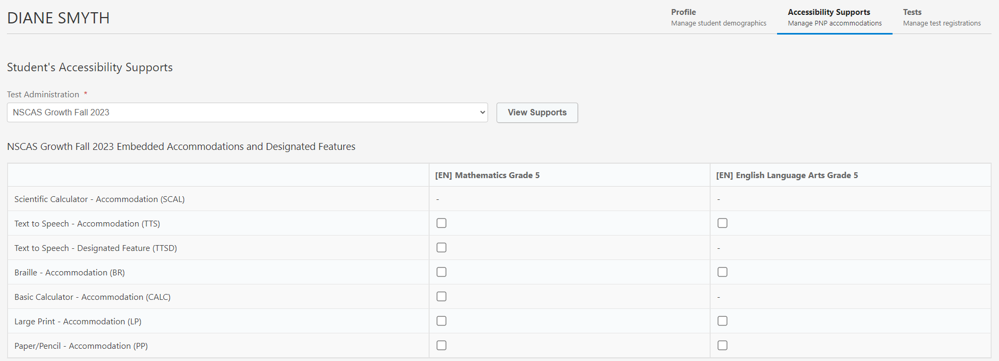 DIANE SMYTH
Profile
Manage student demographics
Accessibility Supports
Manage PNP accommodations
Tests
Manage test registrations
Student's Accessibility Supports
Test Administration *
NSCAS Growth Fall 2023
View Supports
NSCAS Growth Fall 2023 Embedded Accommodations and Designated Features
[EN] Mathematics Grade 5 [EN] English Language Arts Grade 5
Scientific Calculator - Accommodation (SCAL) - -
Text to Speech - Accommodation (TTS)
Text to Speech - Designated Feature (TTSD) -
Braille - Accommodation (BR)
Basic Calculator - Accommodation (CALC) -
Large Print - Accommodation (LP)
Paper/Pencil - Accommodation (PP)